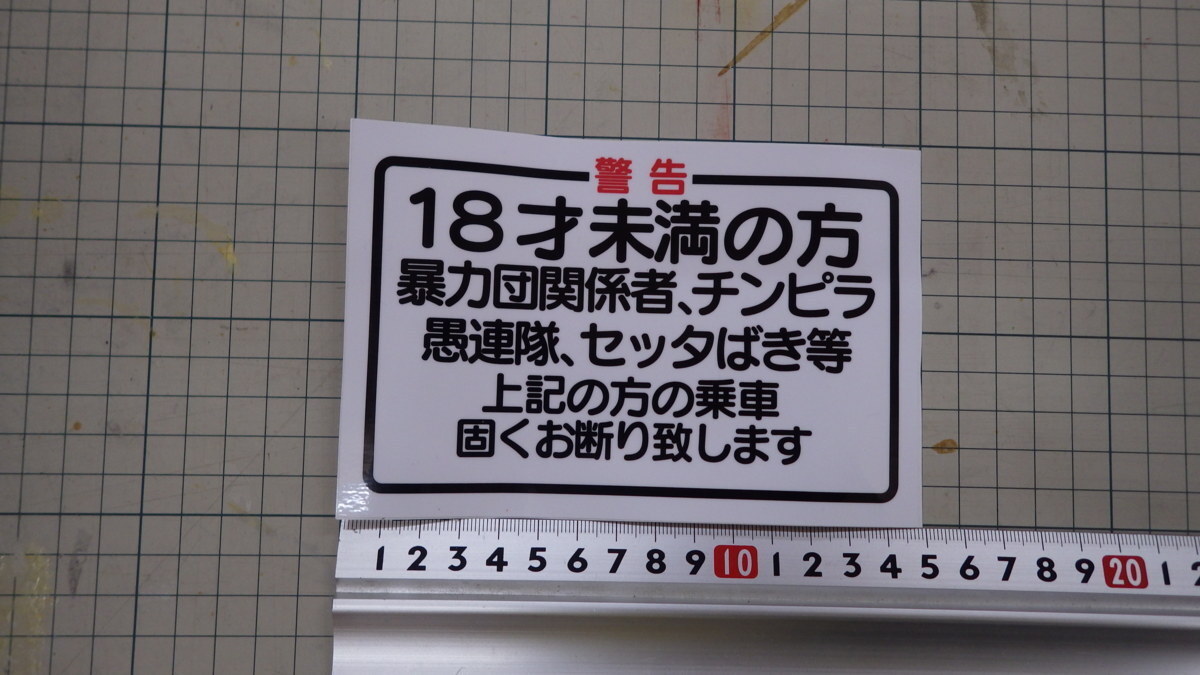 警告
18才未満の方
暴力団関係者、チンピラ
愚連隊、セッタばき等
上記の方の乗車
固くお断り致します
1 2 3 4 5 6 7 8 9 10 1 2 3 4 5 6 7 8 9 20 1 2